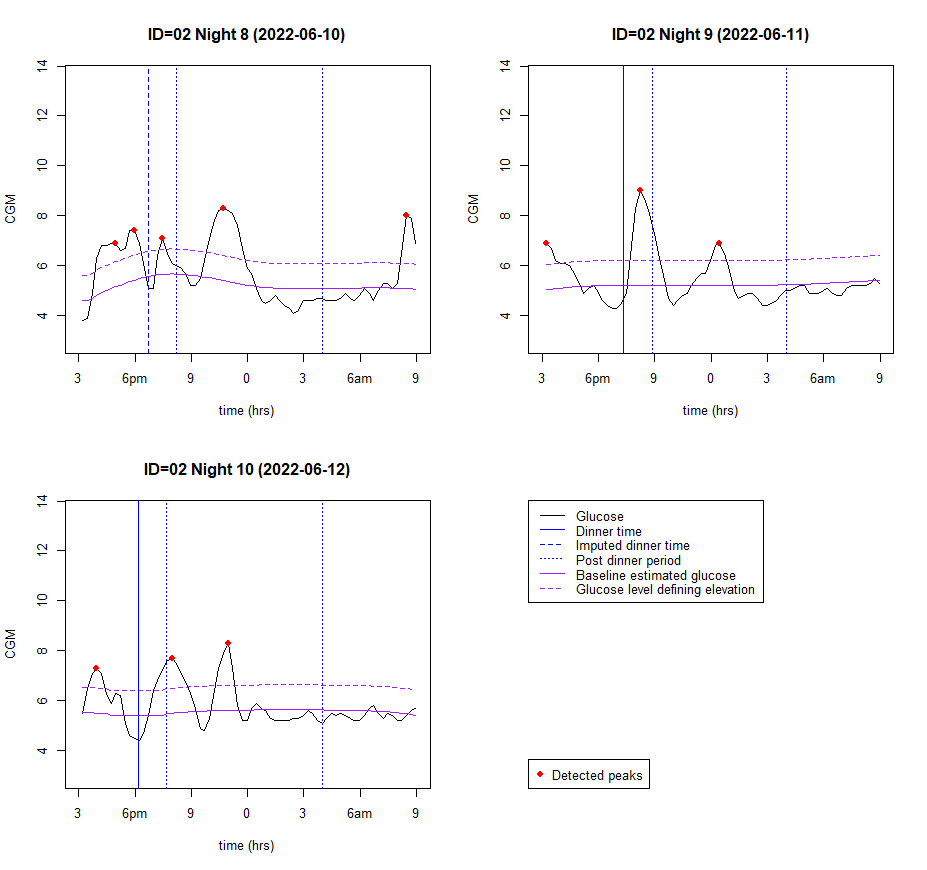 ID=02 Night 8 (2022-06-10)
14
12
10
8
6
4
CGM
3 6pm 9 0 3 6am 9
time (hrs)
ID=02 Night 9 (2022-06-11)
14
12
10
8
6
4
CGM
3 6pm 9 0 3 6am 9
time (hrs)
ID=02 Night 10 (2022-06-12)
14
12
10
8
6
4
CGM
3 6pm 9 0 3 6am 9
time (hrs)
Glucose
Dinner time
Imputed dinner time
Post dinner period
Baseline estimated glucose
Glucose level defining elevation
Detected peaks